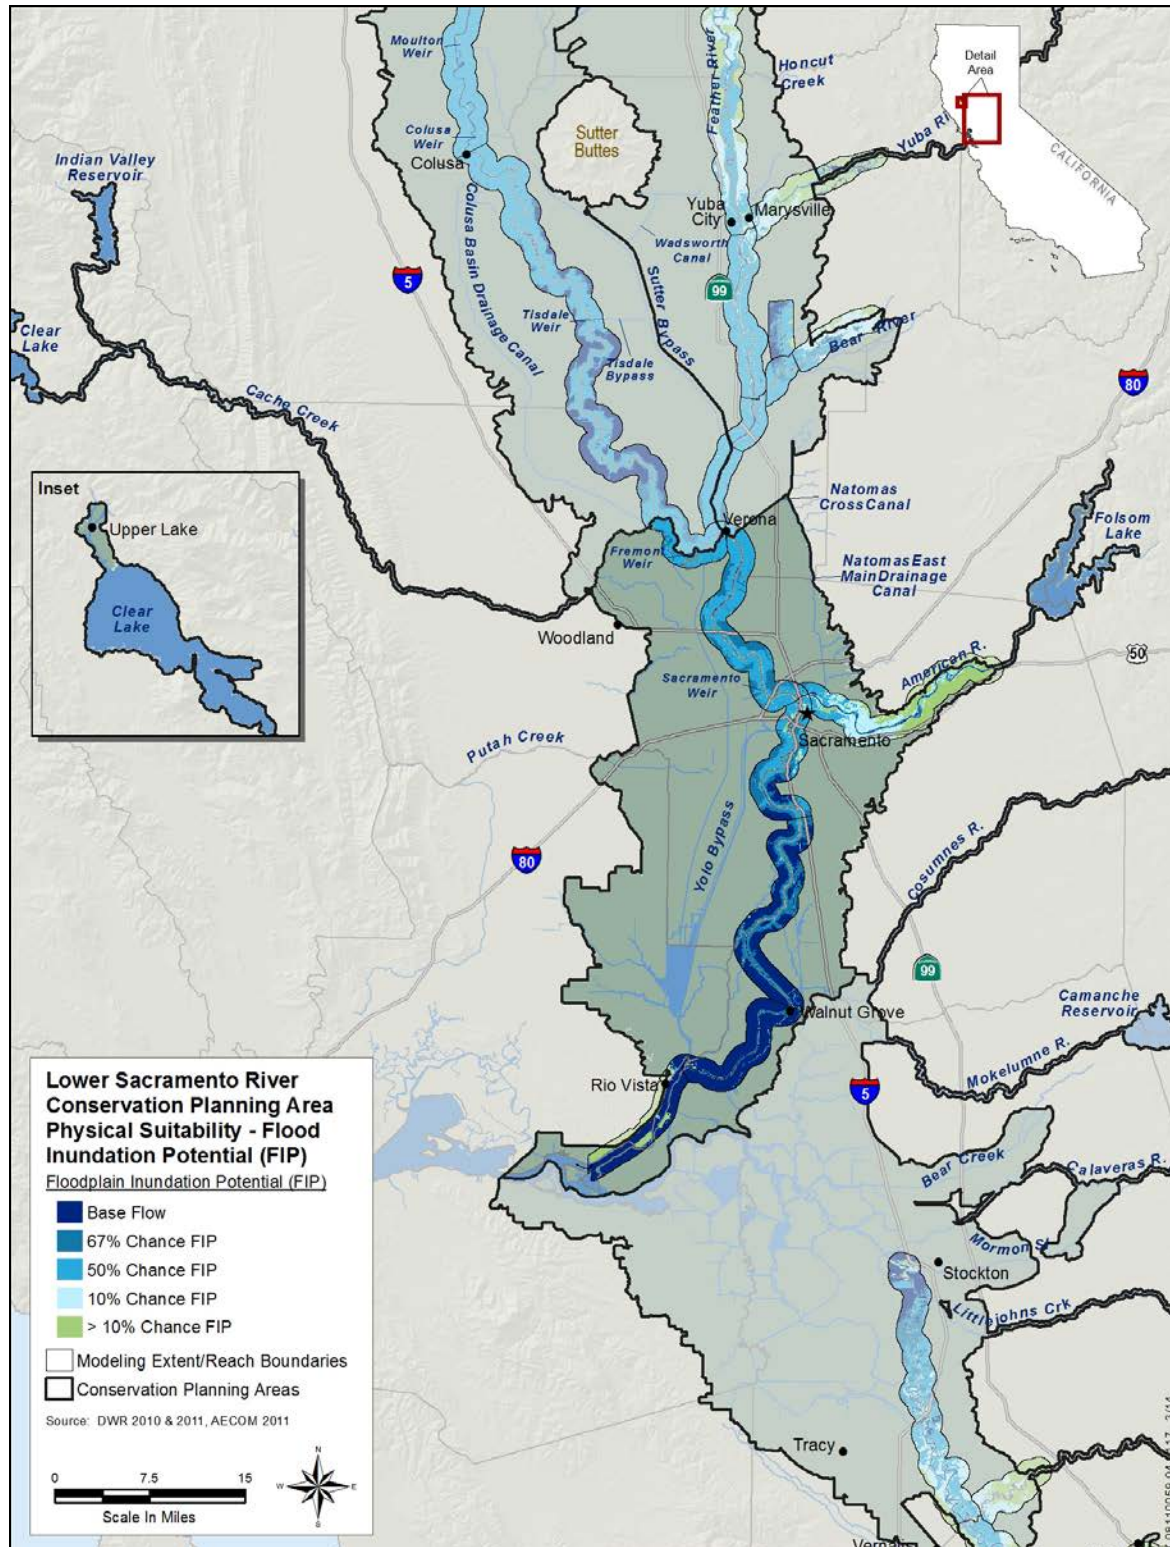 Moulton
Weir
Feather River
Honcut
Creek
Detail
Area
CALIFORNIA
Colusa
Weir
Colusa
Sutter
Buttes
Yuba Ri
Indian Valley
Reservoir
Yuba
City
Marysville
Wadsworth
Canal
Colusa Basin Drainage Canal
5
99
Sutter Bypass
Tisdale
Weir
Tisdale
Bypass
Bear River
Clear
Lake
Cache Creek
80
Inset
Upper Lake
Clear
Lake
Natomas
Cross Canal
Verona
Fremont
Weir
Natomas East
Main Drainage
Canal
Folsom
Lake
Woodland
50
American R.
Sacramento
Weir
Sacramento
Putah Creek
Yolo Bypass
80
Cosumnes R.
99
Camanche
Reservoir
Walnut Grove
Mokelumne R.
Rio Vista
5
Bear Creek
Calaveras R.
Mormon Sl
Stockton
Littlejohns Crk
Tracy
Lower Sacramento River
Conservation Planning Area
Physical Suitability - Flood
Inundation Potential (FIP)
Floodplain Inundation Potential (FIP)
Base Flow
67% Chance FIP
50% Chance FIP
10% Chance FIP
> 10% Chance FIP
Modeling Extent/Reach Boundaries
Conservation Planning Areas
Source: DWR 2010 & 2011, AECOM 2011
N
W
E
S
0 7.5 15
Scale In Miles